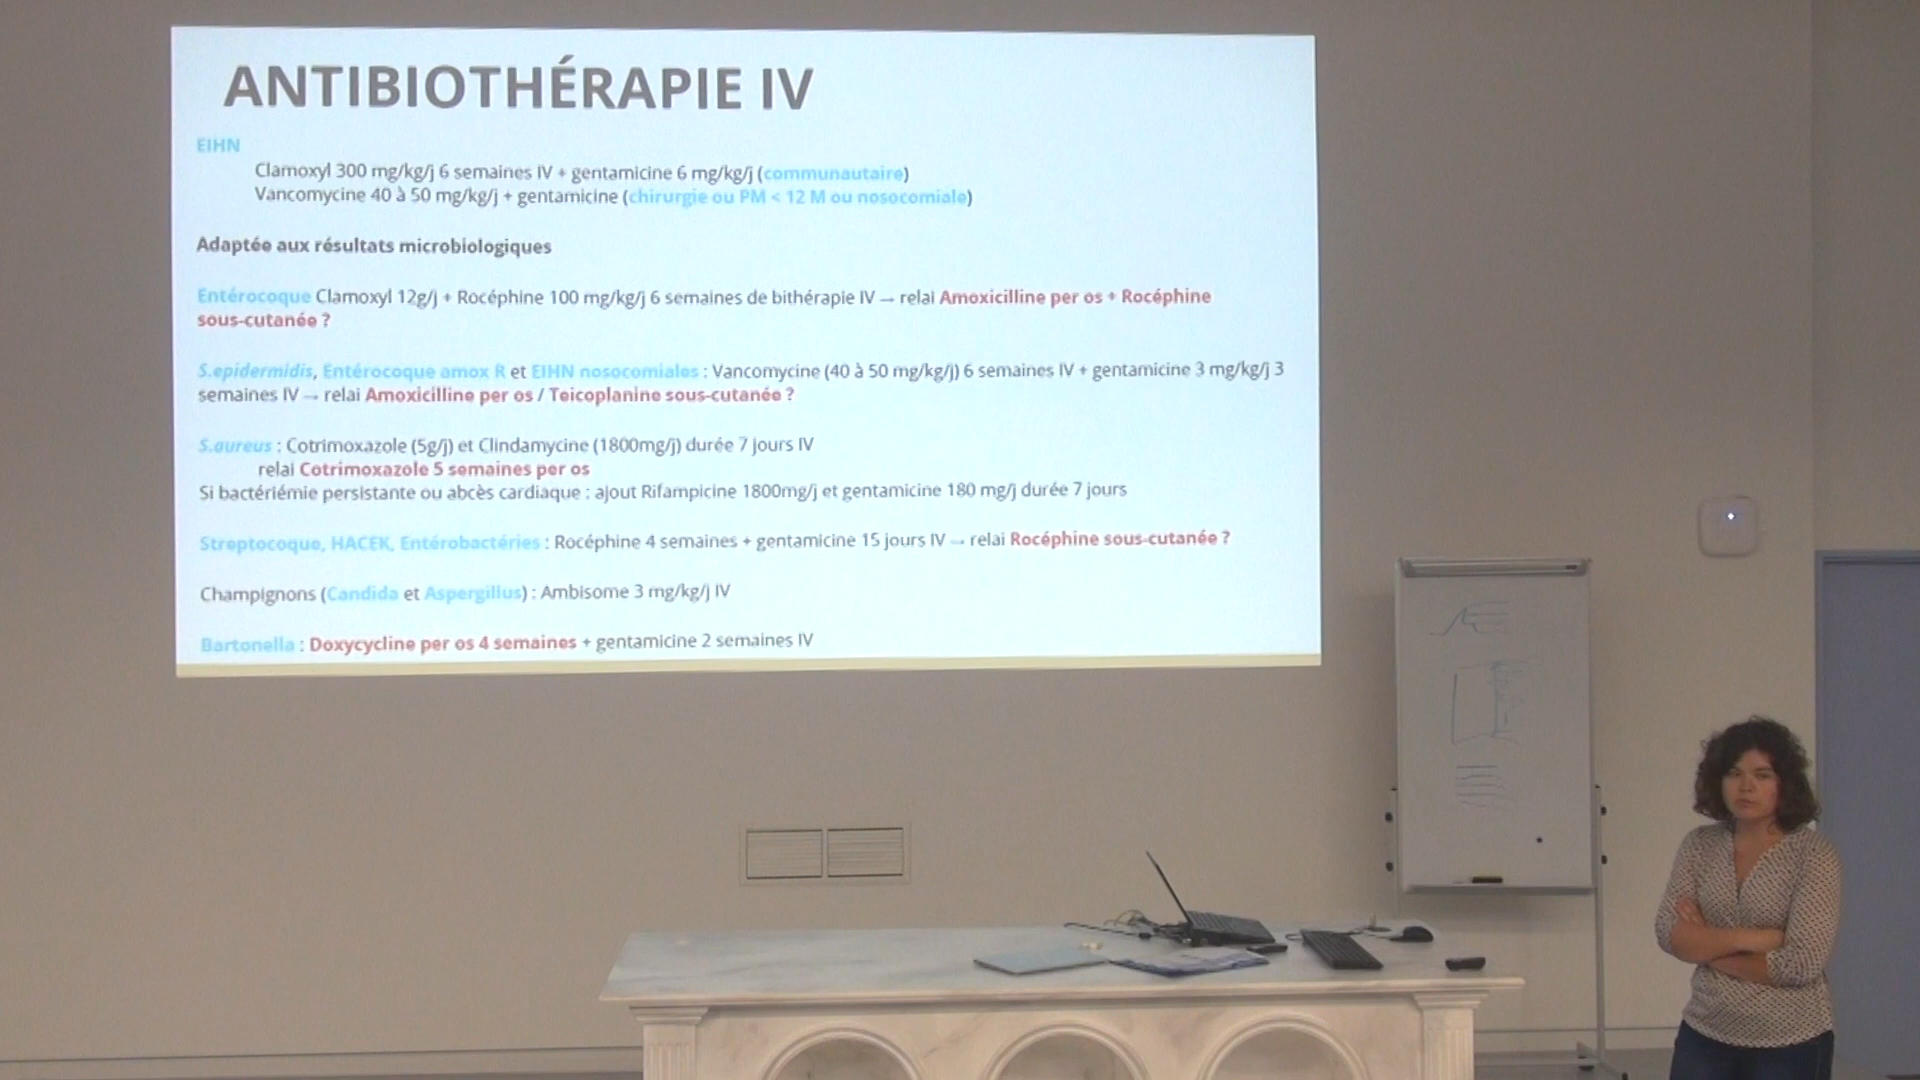 ANTIBIOTHÉRAPIE IV
EIHN
Clamoxyl 300 mg/kg/j 6 semaines IV + gentamicine 6 mg/kg/j (communautaire)
Vancomycine 40 à 50 mg/kg/j + gentamicine (chirurgie ou PM < 12 M ou nosocomiale)
Adaptée aux résultats microbiologiques
Entérocoque Clamoxyl 12g/j + Rocéphine 100 mg/kg/j 6 semaines de bithérapie IV → relai Amoxicilline per os + Rocéphine
sous-cutanée ?
S.epidermidis, Entérocoque amox R et EIHN nosocomiales : Vancomycine (40 à 50 mg/kg/j) 6 semaines IV + gentamicine 3 mg/kg/j 3
semaines IV → relai Amoxicilline per os / Teicoplanine sous-cutanée ?
S.aureus : Cotrimoxazole (5g/j) et Clindamycine (1800mg/j) durée 7 jours IV
relai Cotrimoxazole 5 semaines per os
Si bactériémie persistante ou abcès cardiaque : ajout Rifampicine 1800mg/j et gentamicine 180 mg/j durée 7 jours
Streptocoque, HACEK, Entérobactéries : Rocéphine 4 semaines + gentamicine 15 jours IV → relai Rocéphine sous-cutanée ?
Champignons (Candida et Aspergillus) : Ambisome 3 mg/kg/j IV
Bartonella : Doxycycline per os 4 semaines + gentamicine 2 semaines IV